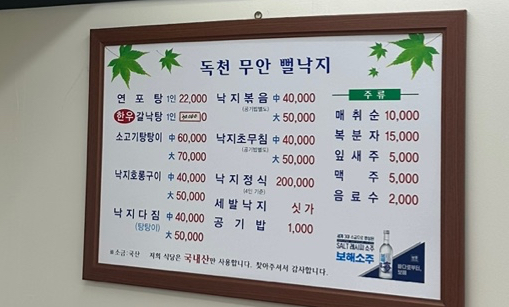 독천 무안 뻘낙지
연 포 탕 1인 22,000
한우 갈낙탕 1인
소고기탕탕이 中 60,000
大 70,000
낙지호롱구이 中 40,000
大 50,000
낙지다짐 中 40,000
(탕탕이)
大 50,000
낙지볶음 中 40,000
(공기밥별도)
大 50,000
낙지초무침 中 40,000
(공기밥별도)
大 50,000
낙지정식 200,000
(4인 기준)
세발낙지 싯가
공 기 밥 1,000
주 류
매 취 순 10,000
복 분 자 15,000
잎 새 주 5,000
맥 주 5,000
음 료 수 2,000
※소금:국산 저희 식당은 국내산만 사용합니다. 찾아주셔서 감사합니다.
SALT 레시피 소주
보해소주